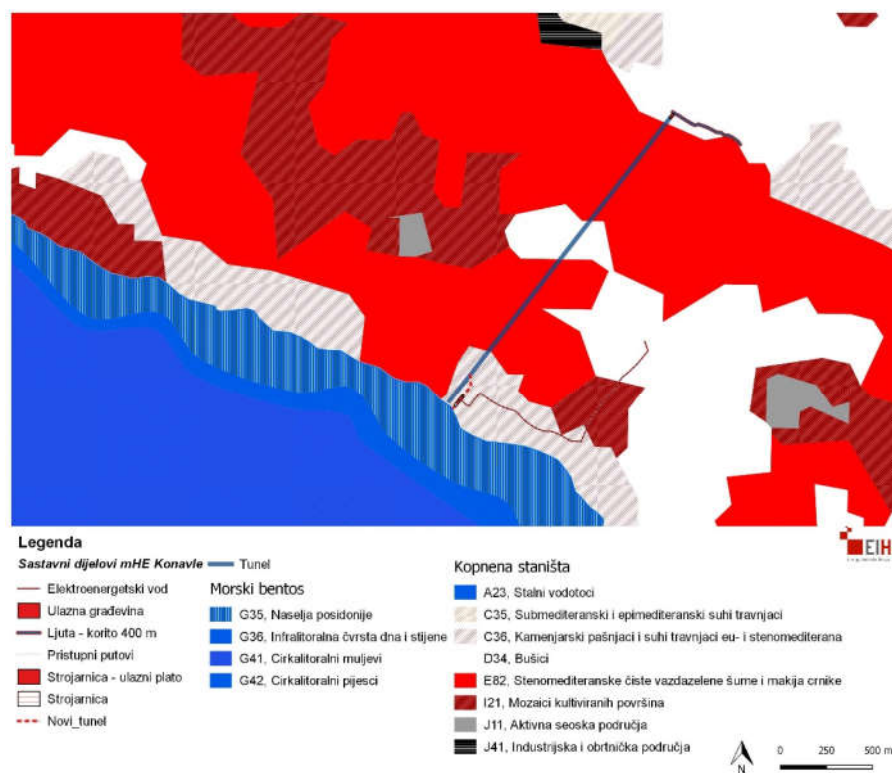 Legenda
Sastavni dijelovi mHE Konavle
Elektroenergetski vod
Ulazna građevina
Ljuta - korito 400 m
Pristupni putovi
Strojarnica - ulazni plato
Strojarnica
Novi_tunel
Tunel
Morski bentos
G35, Naselja posidonije
G36, Infralitoralna čvrsta dna i stijene
G41, Cirkalitoralni muljevi
G42, Cirkalitoralni pijesci
Kopnena staništa
A23, Stalni vodotoci
C35, Submediteranski i epimediteranski suhi travnjaci
C36, Kamenjarski pašnjaci i suhi travnjaci eu- i stenomediterana
D34, Bušici
E82, Stenomediteranske čiste vazdazelene šume i makija crnike
I21, Mozaici kultiviranih površina
J11, Aktivna seoska područja
J41, Industrijska i obrtnička područja
EIH
N
0 250 500 m